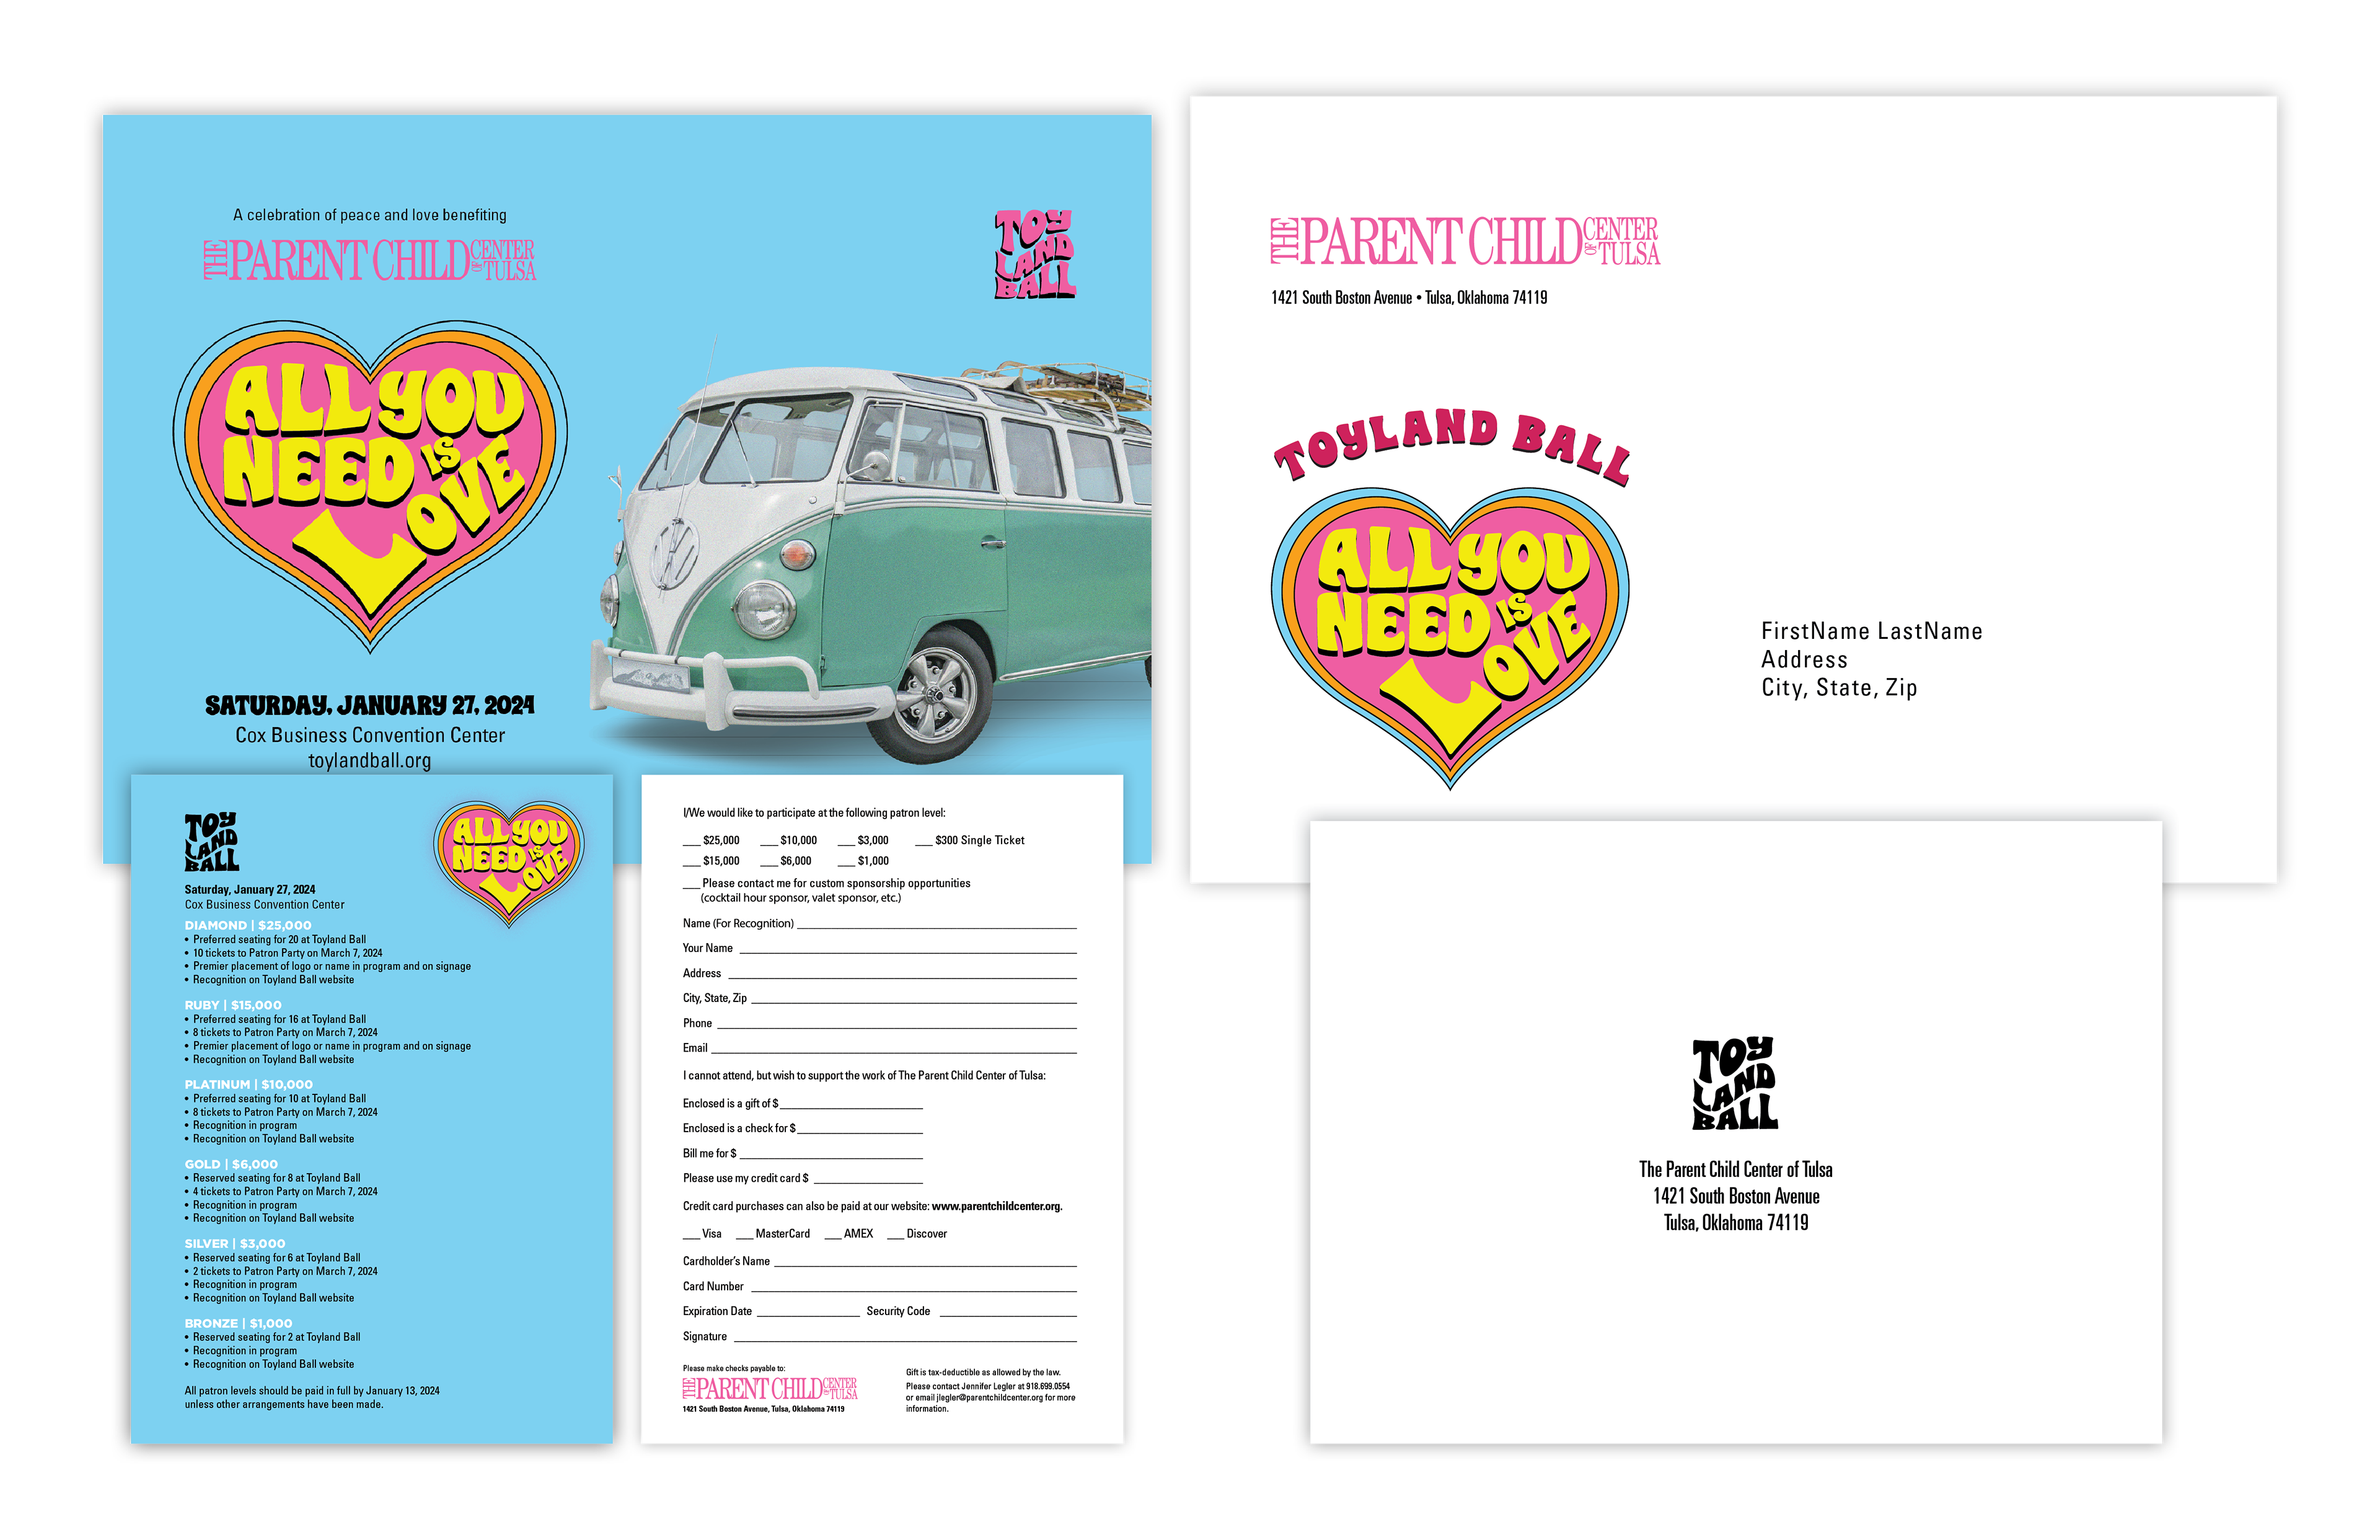 A celebration of peace and love benefiting
THE PARENT CHILD CENTER OF TULSA
ALL YOU
NEED IS
LOVE
SATURDAY, JANUARY 27, 2024
Cox Business Convention Center
toylandball.org
TOY
LAND
BALL
THE PARENT CHILD CENTER OF TULSA
1421 South Boston Avenue • Tulsa, Oklahoma 74119
TOYLAND BALL
ALL YOU
NEED IS
LOVE
FirstName LastName
Address
City, State, Zip
TOY
LAND
BALL
ALL YOU
NEED IS
LOVE
Saturday, January 27, 2024
Cox Business Convention Center
DIAMOND | $25,000
• Preferred seating for 20 at Toyland Ball
• 10 tickets to Patron Party on March 7, 2024
• Premier placement of logo or name in program and on signage
• Recognition on Toyland Ball website
RUBY | $15,000
• Preferred seating for 16 at Toyland Ball
• 8 tickets to Patron Party on March 7, 2024
• Premier placement of logo or name in program and on signage
• Recognition on Toyland Ball website
PLATINUM | $10,000
• Preferred seating for 10 at Toyland Ball
• 8 tickets to Patron Party on March 7, 2024
• Recognition in program
• Recognition on Toyland Ball website
GOLD | $6,000
• Reserved seating for 8 at Toyland Ball
• 4 tickets to Patron Party on March 7, 2024
• Recognition in program
• Recognition on Toyland Ball website
SILVER | $3,000
• Reserved seating for 6 at Toyland Ball
• 2 tickets to Patron Party on March 7, 2024
• Recognition in program
• Recognition on Toyland Ball website
BRONZE | $1,000
• Reserved seating for 2 at Toyland Ball
• Recognition in program
• Recognition on Toyland Ball website
All patron levels should be paid in full by January 13, 2024
unless other arrangements have been made.
I/We would like to participate at the following patron level:
___ $25,000 ___ $10,000 ___ $3,000 ___ $300 Single Ticket
___ $15,000 ___ $6,000 ___ $1,000
___ Please contact me for custom sponsorship opportunities
(cocktail hour sponsor, valet sponsor, etc.)
Name (For Recognition)
Your Name
Address
City, State, Zip
Phone
Email
I cannot attend, but wish to support the work of The Parent Child Center of Tulsa:
Enclosed is a gift of $
Enclosed is a check for $
Bill me for $
Please use my credit card $
Credit card purchases can also be paid at our website: www.parentchildcenter.org.
___ Visa ___ MasterCard ___ AMEX ___ Discover
Cardholder's Name
Card Number
Expiration Date Security Code
Signature
Please make checks payable to:
THE PARENT CHILD CENTER OF TULSA
1421 South Boston Avenue, Tulsa, Oklahoma 74119
Gift is tax-deductible as allowed by the law.
Please contact Jennifer Legler at 918.699.0554
or email jlegler@parentchildcenter.org for more
information.
TOY
LAND
BALL
The Parent Child Center of Tulsa
1421 South Boston Avenue
Tulsa, Oklahoma 74119